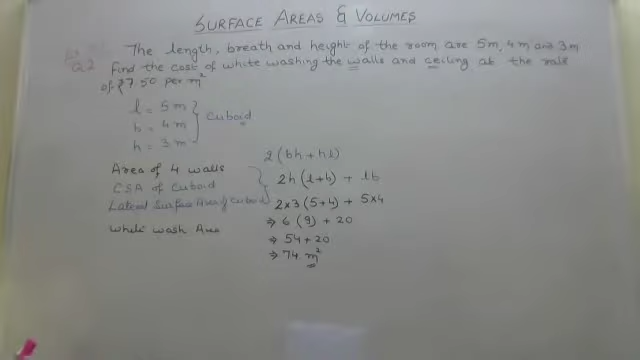 SURFACE AREAS & VOLUMES
Q2 The length, breath and height of the room are 5m, 4m and 3m
Find the cost of white washing the walls and ceiling at the rate
of ₹7.50 per m²
l = 5m
b = 4m
h = 3m
Cuboid
2(bh + hl)
Area of 4 walls
CSA of Cuboid
Lateral Surface Area of Cuboid
2h (l+b) + lb
2×3 (5+4) + 5×4
⇒ 6 (9) + 20
White wash Area
⇒ 54+20
⇒ 74 m²